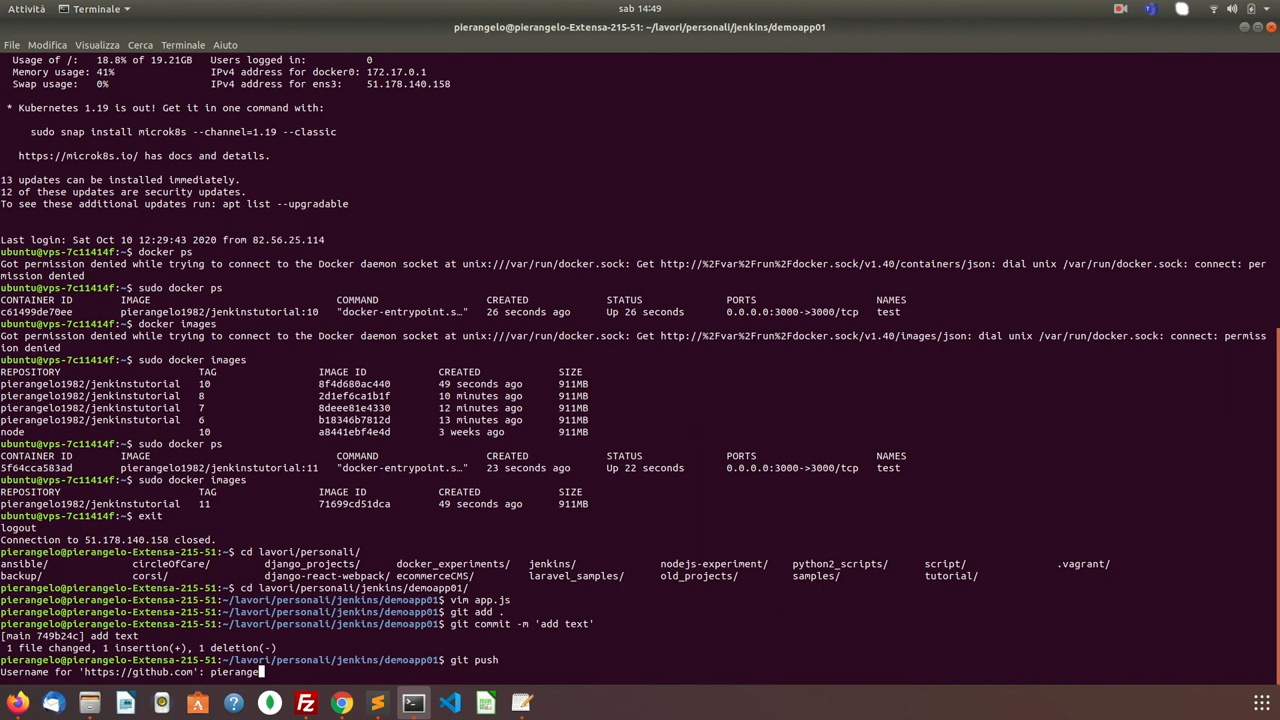 Attività
Terminale
sab 14:49
pierangelo@pierangelo-Extensa-215-51: ~/lavori/personali/jenkins/demoapp01
File Modifica Visualizza Cerca Terminale Aiuto
Usage of /: 18.8% of 19.21GB Users logged in: 0
Memory usage: 41% IPv4 address for docker0: 172.17.0.1
Swap usage: 0% IPv4 address for ens3: 51.178.140.158
* Kubernetes 1.19 is out! Get it in one command with:
sudo snap install microk8s --channel=1.19 --classic
https://microk8s.io/ has docs and details.
13 updates can be installed immediately.
12 of these updates are security updates.
To see these additional updates run: apt list --upgradable
Last login: Sat Oct 10 12:29:43 2020 from 82.56.25.114
ubuntu@vps-7c11414f:~$ docker ps
Got permission denied while trying to connect to the Docker daemon socket at unix:///var/run/docker.sock: Get http://%2Fvar%2Frun%2Fdocker.sock/v1.40/containers/json: dial unix /var/run/docker.sock: connect: per
mission denied
ubuntu@vps-7c11414f:~$ sudo docker ps
CONTAINER ID IMAGE COMMAND CREATED STATUS PORTS NAMES
c61499de70ee pierangelo1982/jenkinstutorial:10 "docker-entrypoint.s…" 26 seconds ago Up 26 seconds 0.0.0.0:3000->3000/tcp test
ubuntu@vps-7c11414f:~$ docker images
Got permission denied while trying to connect to the Docker daemon socket at unix:///var/run/docker.sock: Get http://%2Fvar%2Frun%2Fdocker.sock/v1.40/images/json: dial unix /var/run/docker.sock: connect: permiss
ion denied
ubuntu@vps-7c11414f:~$ sudo docker images
REPOSITORY TAG IMAGE ID CREATED SIZE
pierangelo1982/jenkinstutorial 10 8f4d680ac440 49 seconds ago 911MB
pierangelo1982/jenkinstutorial 8 2d1ef6ca1b1f 10 minutes ago 911MB
pierangelo1982/jenkinstutorial 7 8deee81e4330 12 minutes ago 911MB
pierangelo1982/jenkinstutorial 6 b18346b7812d 13 minutes ago 911MB
node 10 a8441ebf4e4d 3 weeks ago 911MB
ubuntu@vps-7c11414f:~$ sudo docker ps
CONTAINER ID IMAGE COMMAND CREATED STATUS PORTS NAMES
5f64cca583ad pierangelo1982/jenkinstutorial:11 "docker-entrypoint.s…" 23 seconds ago Up 22 seconds 0.0.0.0:3000->3000/tcp test
ubuntu@vps-7c11414f:~$ sudo docker images
REPOSITORY TAG IMAGE ID CREATED SIZE
pierangelo1982/jenkinstutorial 11 71699cd51dca 49 seconds ago 911MB
ubuntu@vps-7c11414f:~$ exit
logout
Connection to 51.178.140.158 closed.
pierangelo@pierangelo-Extensa-215-51:~$ cd lavori/personali/
ansible/ circleOfCare/ django_projects/ docker_experiments/ jenkins/ nodejs-experiment/ python2_scripts/ script/ .vagrant/
backup/ corsi/ django-react-webpack/ ecommerceCMS/ laravel_samples/ old_projects/ samples/ tutorial/
pierangelo@pierangelo-Extensa-215-51:~$ cd lavori/personali/jenkins/demoapp01/
pierangelo@pierangelo-Extensa-215-51:~/lavori/personali/jenkins/demoapp01$ vim app.js
pierangelo@pierangelo-Extensa-215-51:~/lavori/personali/jenkins/demoapp01$ git add .
pierangelo@pierangelo-Extensa-215-51:~/lavori/personali/jenkins/demoapp01$ git commit -m 'add text'
[main 749b24c] add text
1 file changed, 1 insertion(+), 1 deletion(-)
pierangelo@pierangelo-Extensa-215-51:~/lavori/personali/jenkins/demoapp01$ git push
Username for 'https://github.com': pierange